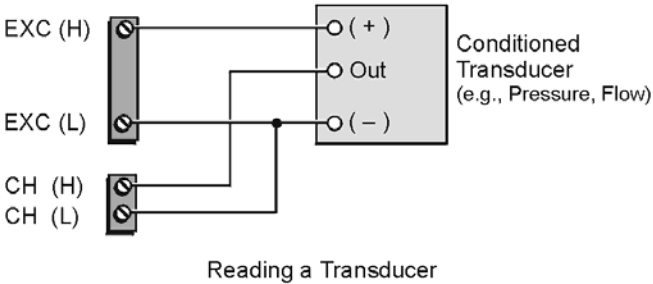 EXC (H)
( + )
Out
Conditioned
Transducer
(e.g., Pressure, Flow)
EXC (L)
( – )
CH (H)
CH (L)
Reading a Transducer